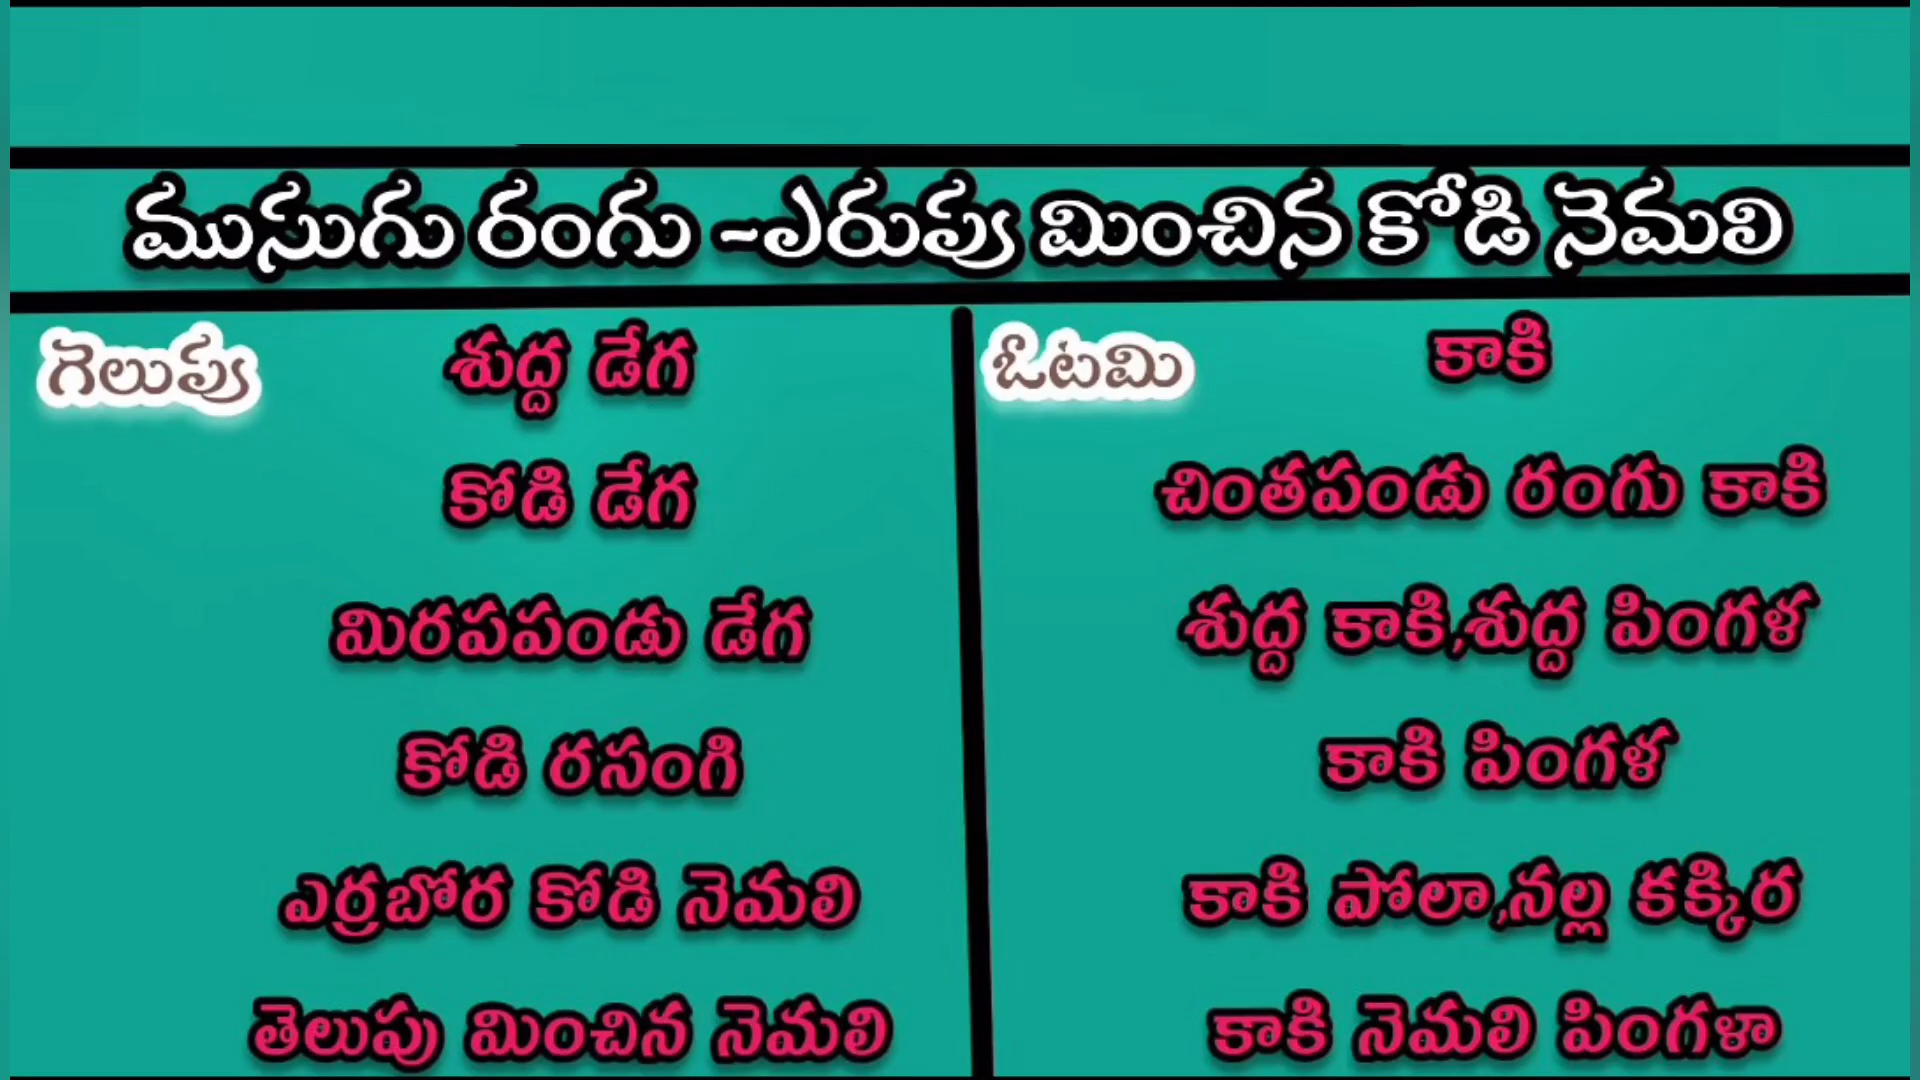 ముసుగు రంగు -ఎరుపు మించిన కోడి నెమలి
గెలుపు
శుద్ద డేగ
కోడి డేగ
మిరపపండు డేగ
కోడి రసంగి
ఎర్రబోర కోడి నెమలి
తెలుపు మించిన నెమలి
ఓటమి
కాకి
చింతపండు రంగు కాకి
శుద్ద కాకి,శుద్ద పింగళ
కాకి పింగళ
కాకి పోలా,నల్ల కక్కిర
కాకి నెమలి పింగళా